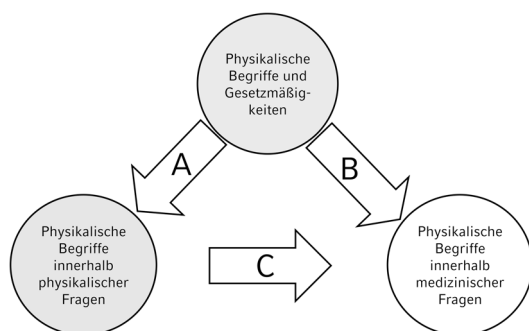 Physikalische
Begriffe und
Gesetzmäßig-
keiten
A
B
Physikalische
Begriffe
innerhalb
physikalischer
Fragen
C
Physikalische
Begriffe
innerhalb
medizinischer
Fragen